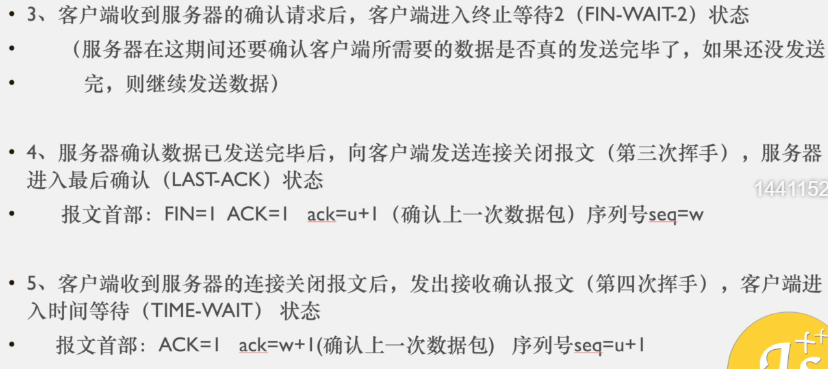 • 3、客户端收到服务器的确认请求后，客户端进入终止等待2（FIN-WAIT-2）状态
• （服务器在这期间还要确认客户端所需要的数据是否真的发送完毕了，如果还没发送
• 完，则继续发送数据）
• 4、服务器确认数据已发送完毕后，向客户端发送连接关闭报文（第三次挥手），服务器
进入最后确认（LAST-ACK）状态
1441152
• 报文首部：FIN=1 ACK=1 ack=u+1（确认上一次数据包）序列号seq=w
• 5、客户端收到服务器的连接关闭报文后，发出接收确认报文（第四次挥手），客户端进
入时间等待（TIME-WAIT） 状态
• 报文首部：ACK=1 ack=w+1(确认上一次数据包） 序列号seq=u+1